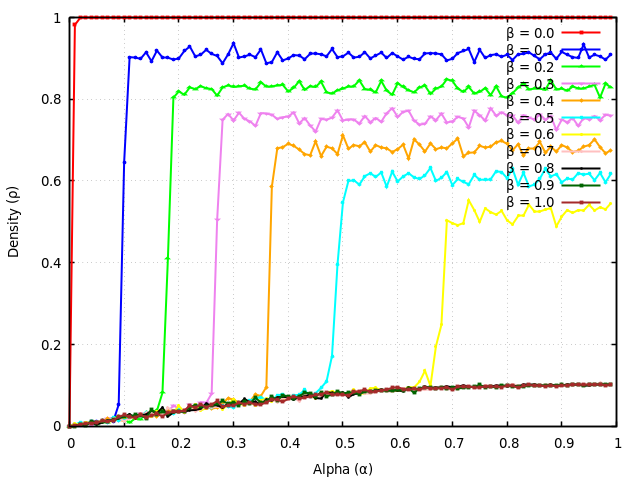 1
0.8
0.6
0.4
0.2
0
Density (ρ)
β = 0.0
β = 0.1
β = 0.2
β = 0.3
β = 0.4
β = 0.5
β = 0.6
β = 0.7
β = 0.8
β = 0.9
β = 1.0
0 0.1 0.2 0.3 0.4 0.5 0.6 0.7 0.8 0.9 1
Alpha (α)